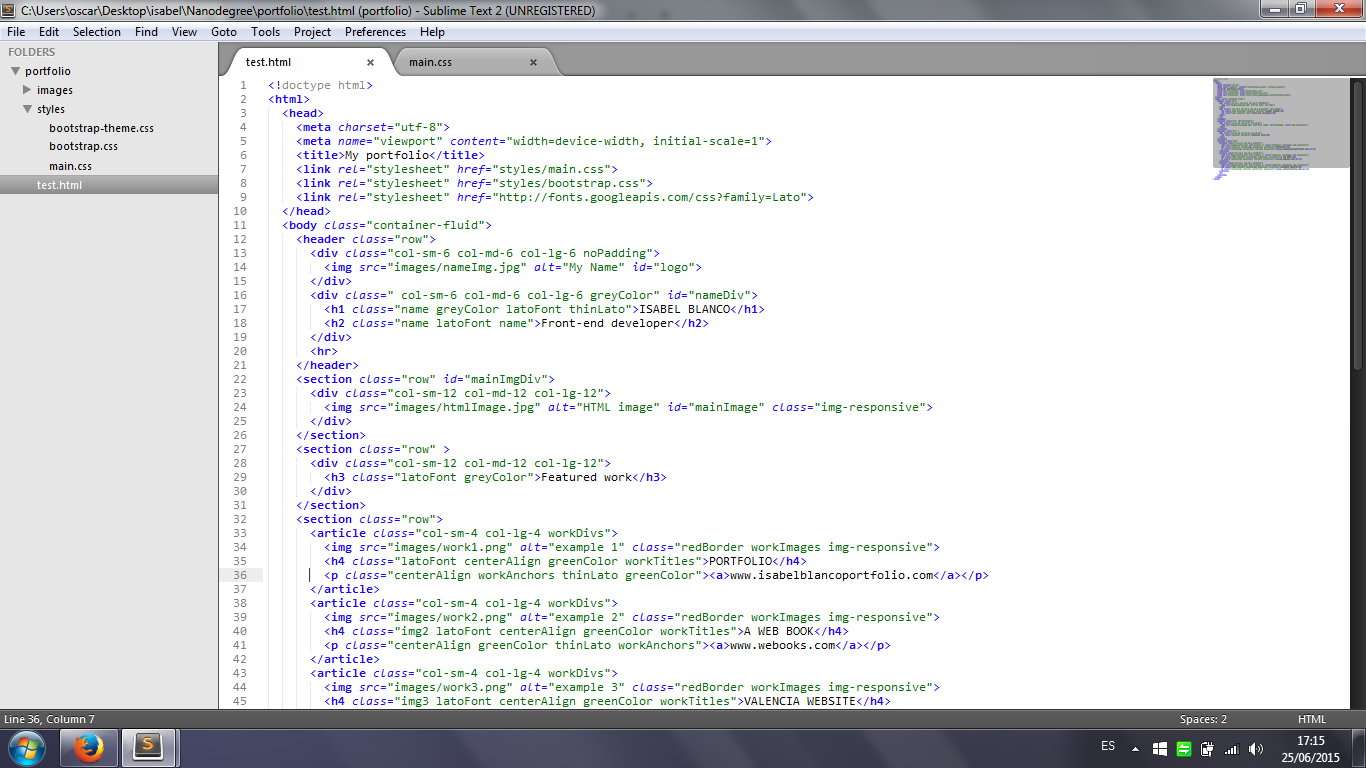 C:\Users\oscar\Desktop\isabel\Nanodegree\portfolio\test.html (portfolio) - Sublime Text 2 (UNREGISTERED)
File Edit Selection Find View Goto Tools Project Preferences Help
FOLDERS
portfolio
images
styles
bootstrap-theme.css
bootstrap.css
main.css
test.html
test.html × main.css ×
1 <!doctype html>
2 <html>
3 <head>
4 <meta charset="utf-8">
5 <meta name="viewport" content="width=device-width, initial-scale=1">
6 <title>My portfolio</title>
7 <link rel="stylesheet" href="styles/main.css">
8 <link rel="stylesheet" href="styles/bootstrap.css">
9 <link rel="stylesheet" href="http://fonts.googleapis.com/css?family=Lato">
10 </head>
11 <body class="container-fluid">
12 <header class="row">
13 <div class="col-sm-6 col-md-6 col-lg-6 noPadding">
14 <img src="images/nameImg.jpg" alt="My Name" id="logo">
15 </div>
16 <div class=" col-sm-6 col-md-6 col-lg-6 greyColor" id="nameDiv">
17 <h1 class="name greyColor latoFont thinLato">ISABEL BLANCO</h1>
18 <h2 class="name latoFont name">Front-end developer</h2>
19 </div>
20 <hr>
21 </header>
22 <section class="row" id="mainImgDiv">
23 <div class="col-sm-12 col-md-12 col-lg-12">
24 <img src="images/htmlImage.jpg" alt="HTML image" id="mainImage" class="img-responsive">
25 </div>
26 </section>
27 <section class="row" >
28 <div class="col-sm-12 col-md-12 col-lg-12">
29 <h3 class="latoFont greyColor">Featured work</h3>
30 </div>
31 </section>
32 <section class="row">
33 <article class="col-sm-4 col-lg-4 workDivs">
34 <img src="images/work1.png" alt="example 1" class="redBorder workImages img-responsive">
35 <h4 class="latoFont centerAlign greenColor workTitles">PORTFOLIO</h4>
36 <p class="centerAlign workAnchors thinLato greenColor"><a>www.isabelblancoportfolio.com</a></p>
37 </article>
38 <article class="col-sm-4 col-lg-4 workDivs">
39 <img src="images/work2.png" alt="example 2" class="redBorder workImages img-responsive">
40 <h4 class="img2 latoFont centerAlign greenColor workTitles">A WEB BOOK</h4>
41 <p class="centerAlign greenColor thinLato workAnchors"><a>www.webooks.com</a></p>
42 </article>
43 <article class="col-sm-4 col-lg-4 workDivs">
44 <img src="images/work3.png" alt="example 3" class="redBorder workImages img-responsive">
45 <h4 class="img3 latoFont centerAlign greenColor workTitles">VALENCIA WEBSITE</h4>
Line 36, Column 7 Spaces: 2 HTML
ES 17:15
25/06/2015